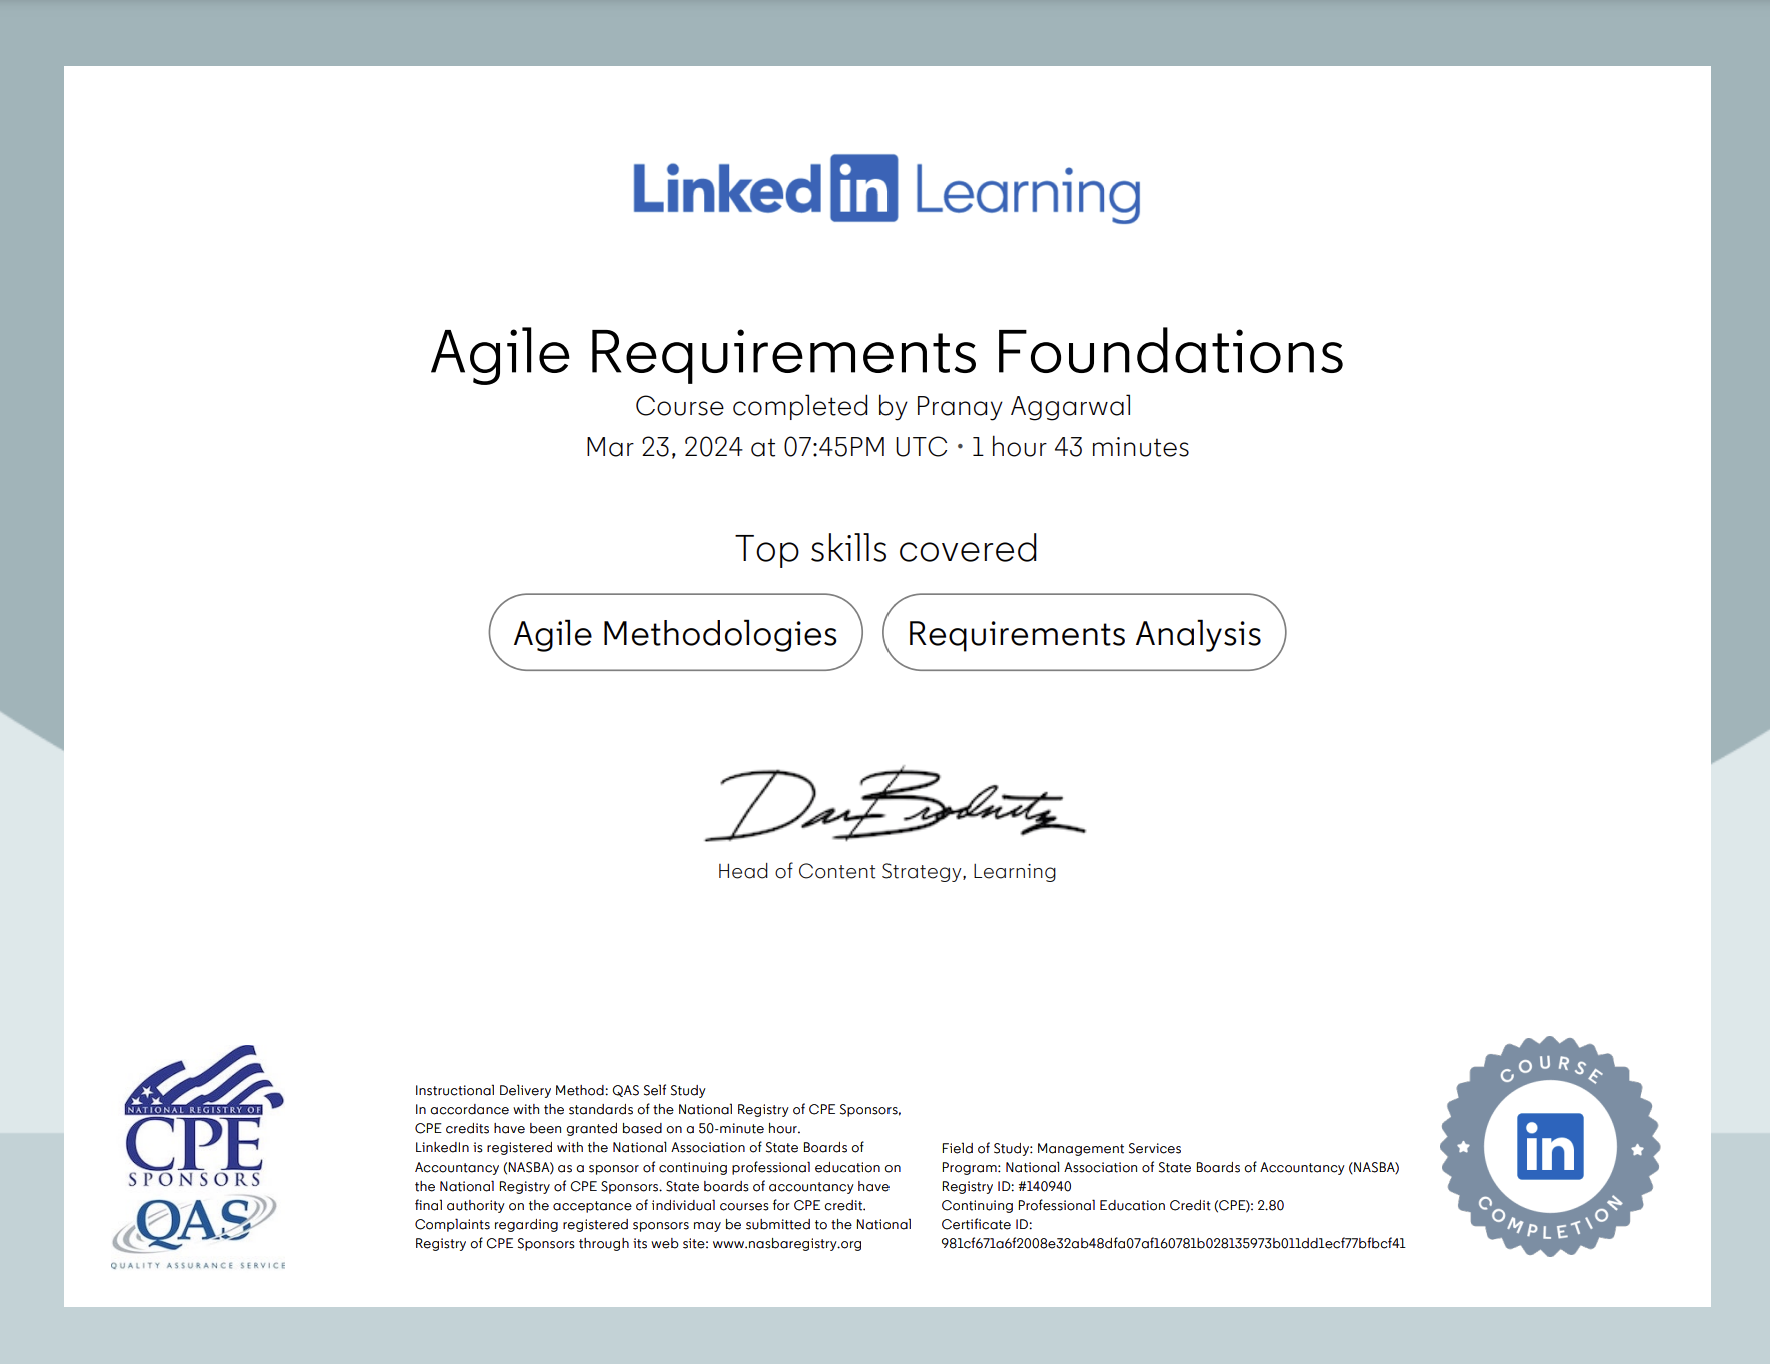 Linked in Learning
Agile Requirements Foundations
Course completed by Pranay Aggarwal
Mar 23, 2024 at 07:45PM UTC • 1 hour 43 minutes
Top skills covered
Agile Methodologies
Requirements Analysis
Dan Brodnitz
Head of Content Strategy, Learning
NATIONAL REGISTRY OF
CPE
SPONSORS
QAS
QUALITY ASSURANCE SERVICE
Instructional Delivery Method: QAS Self Study
In accordance with the standards of the National Registry of CPE Sponsors,
CPE credits have been granted based on a 50-minute hour.
LinkedIn is registered with the National Association of State Boards of
Accountancy (NASBA) as a sponsor of continuing professional education on
the National Registry of CPE Sponsors. State boards of accountancy have
final authority on the acceptance of individual courses for CPE credit.
Complaints regarding registered sponsors may be submitted to the National
Registry of CPE Sponsors through its web site: www.nasbaregistry.org
Field of Study: Management Services
Program: National Association of State Boards of Accountancy (NASBA)
Registry ID: #140940
Continuing Professional Education Credit (CPE): 2.80
Certificate ID:
981cf671a6f2008e32ab48dfa07af160781b028135973b011dd1ecf77bfbcf41
COURSE
in
COMPLETION